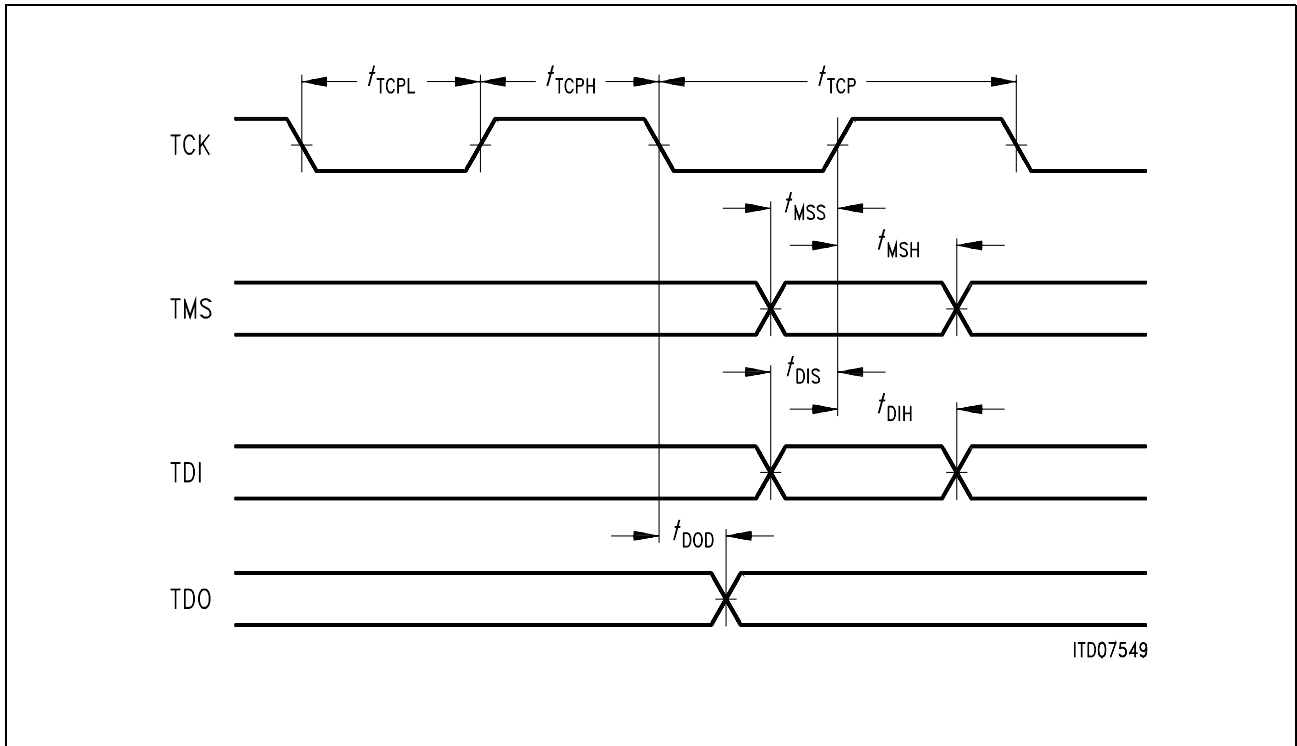 tTCPL tTCPH tTCP
TCK
tMSS
tMSH
TMS
tDIS
tDIH
TDI
tDOD
TDO
ITD07549